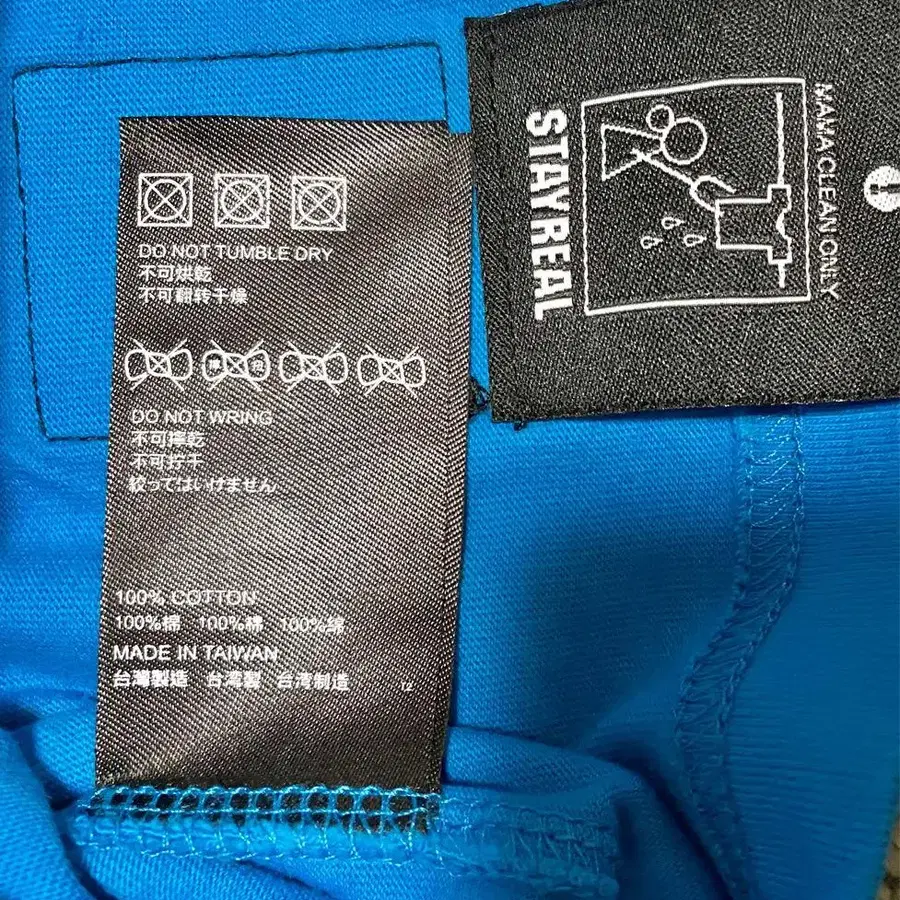 DO NOT TUMBLE DRY
不可烘乾
不可翻转干燥
DO NOT WRING
不可擰乾
不可拧干
絞ってはいけません
100% COTTON
100%棉 100%綿 100%綿
MADE IN TAIWAN
台灣製造 台湾製 台湾制造 12
MAMA CLEAN ONLY
STAYREAL